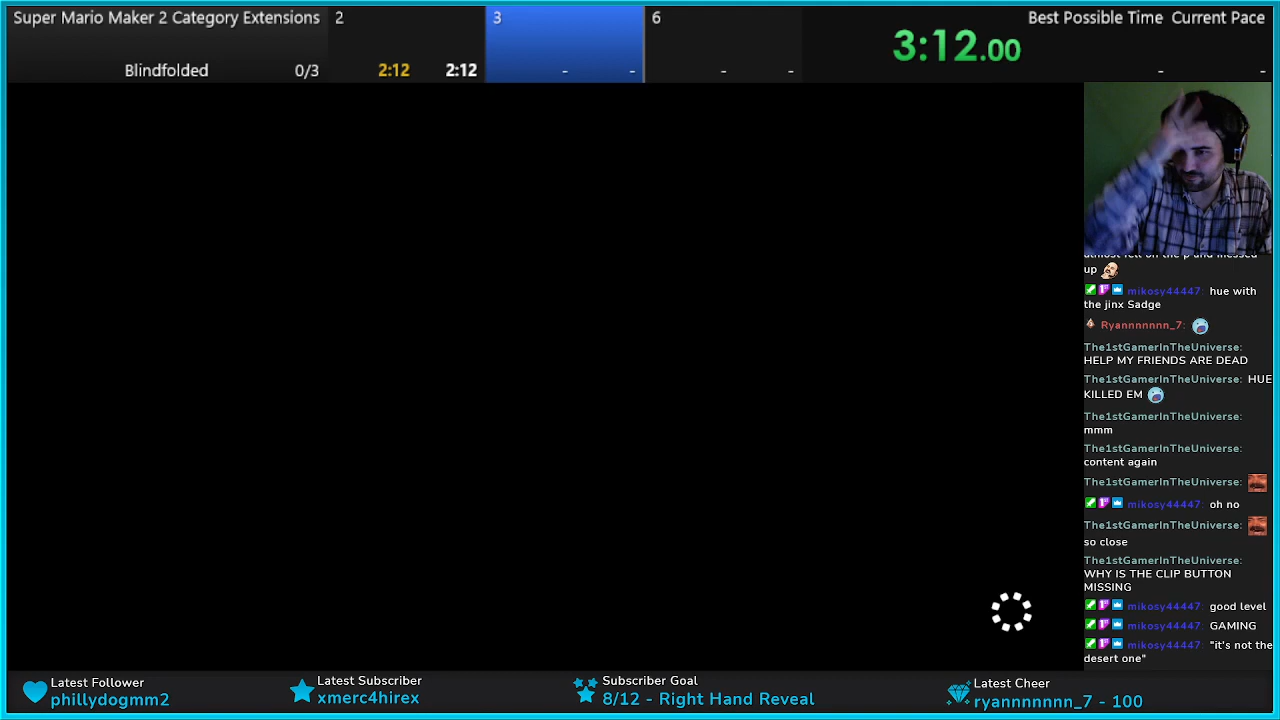 Super Mario Maker 2 Category Extensions
Blindfolded 0/3
2
2:12 2:12
3
- -
6
- -
3:12.00
Best Possible Time Current Pace
- -
up
mikosy44447: hue with
the jinx Sadge
Ryannnnnnn_7:
The1stGamerInTheUniverse:
HELP MY FRIENDS ARE DEAD
The1stGamerInTheUniverse: HUE
KILLED EM
The1stGamerInTheUniverse:
mmm
The1stGamerInTheUniverse:
content again
The1stGamerInTheUniverse:
mikosy44447: oh no
The1stGamerInTheUniverse:
so close
The1stGamerInTheUniverse:
WHY IS THE CLIP BUTTON
MISSING
mikosy44447: good level
mikosy44447: GAMING
mikosy44447: "it's not the
desert one"
Latest Follower
phillydogmm2
Latest Subscriber
xmerc4hirex
Subscriber Goal
8/12 - Right Hand Reveal
Latest Cheer
ryannnnnnn_7 - 100